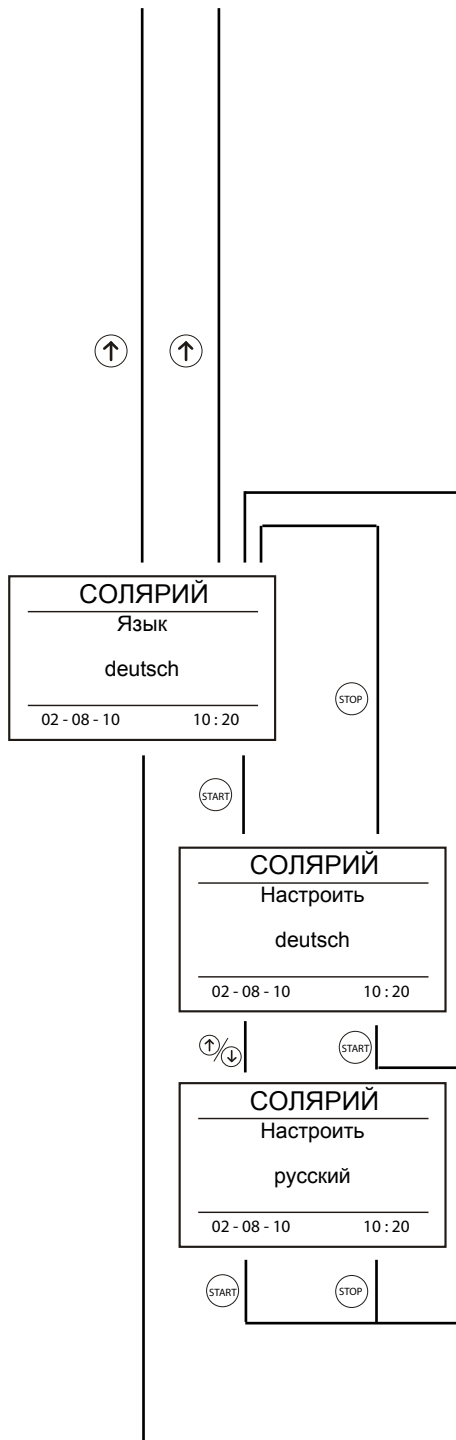 СОЛЯРИЙ
Язык
deutsch
02 - 08 - 10 10 : 20
STOP
START
СОЛЯРИЙ
Настроить
deutsch
02 - 08 - 10 10 : 20
START
СОЛЯРИЙ
Настроить
русский
02 - 08 - 10 10 : 20
START STOP